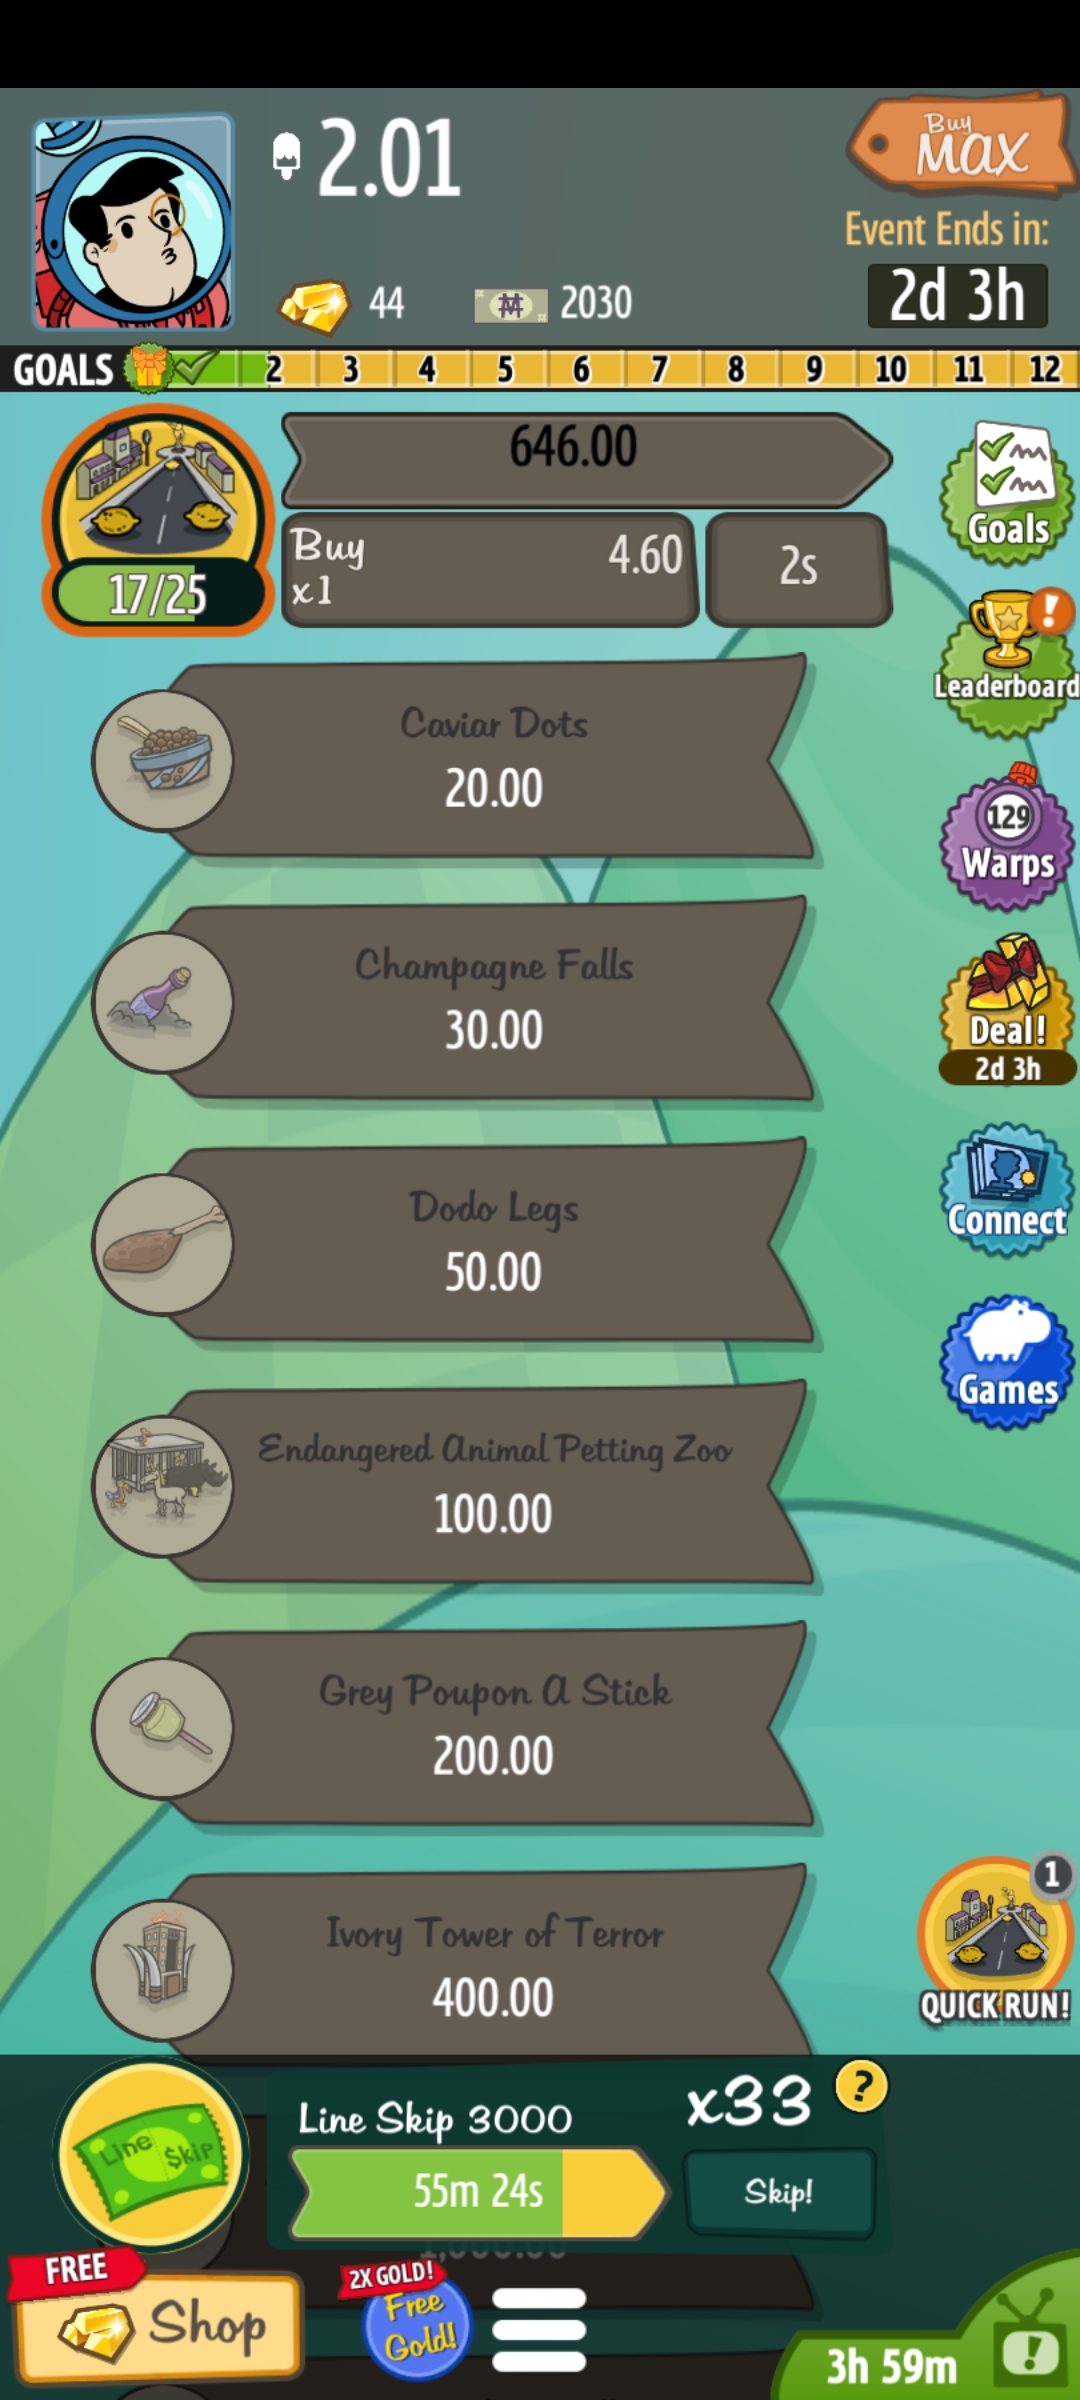 2.01
Buy
MAX
Event Ends in:
44
2030
2d 3h
GOALS 2 3 4 5 6 7 8 9 10 11 12
646.00
17/25
Buy
x1
4.60
2s
Goals
Leaderboard
Caviar Dots
20.00
129
Warps
Champagne Falls
30.00
Deal!
2d 3h
Dodo Legs
50.00
Connect
Games
Endangered Animal Petting Zoo
100.00
Grey Poupon A Stick
200.00
Ivory Tower of Terror
400.00
1
QUICK RUN!
Line $kip
Line Skip 3000
x33
?
55m 24s
Skip!
FREE
Shop
2X GOLD!
Free
Gold!
3h 59m